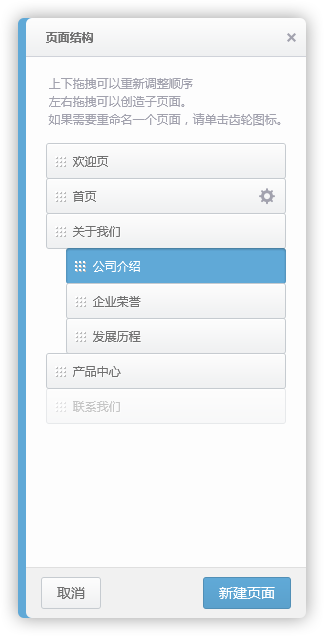 页面结构
上下拖拽可以重新调整顺序
左右拖拽可以创造子页面。
如果需要重命名一个页面，请单击齿轮图标。
欢迎页
首页
关于我们
公司介绍
企业荣誉
发展历程
产品中心
联系我们
取消
新建页面